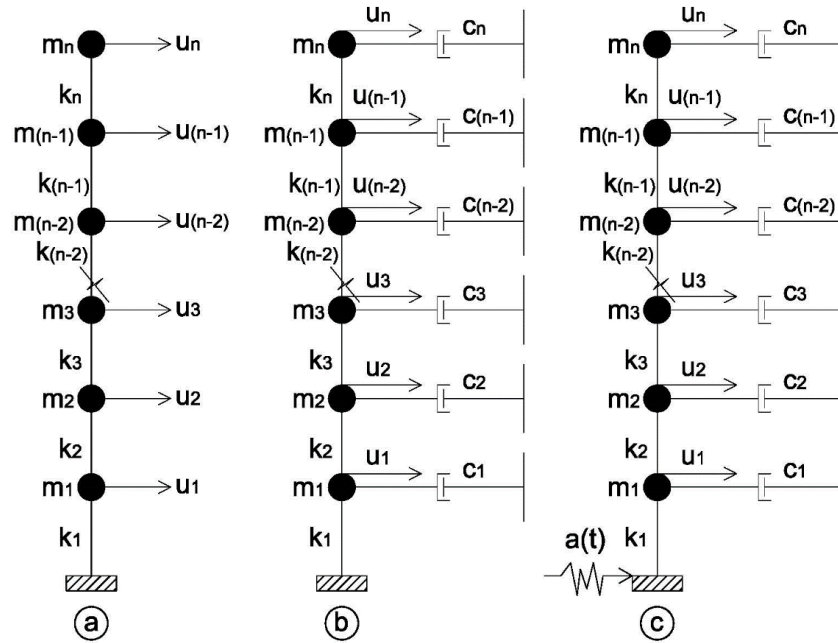 mn un
kn
m(n-1) u(n-1)
k(n-1)
m(n-2) u(n-2)
k(n-2)
m3 u3
k3
m2 u2
k2
m1 u1
k1
a
un cn
mn
kn u(n-1)
c(n-1)
m(n-1)
k(n-1) u(n-2)
c(n-2)
m(n-2)
k(n-2)
u3 c3
m3
k3
u2 c2
m2
k2
u1 c1
m1
k1
b
un cn
mn
kn u(n-1)
c(n-1)
m(n-1)
k(n-1) u(n-2)
c(n-2)
m(n-2)
k(n-2)
u3 c3
m3
k3
u2 c2
m2
k2
u1 c1
m1
k1
a(t)
c